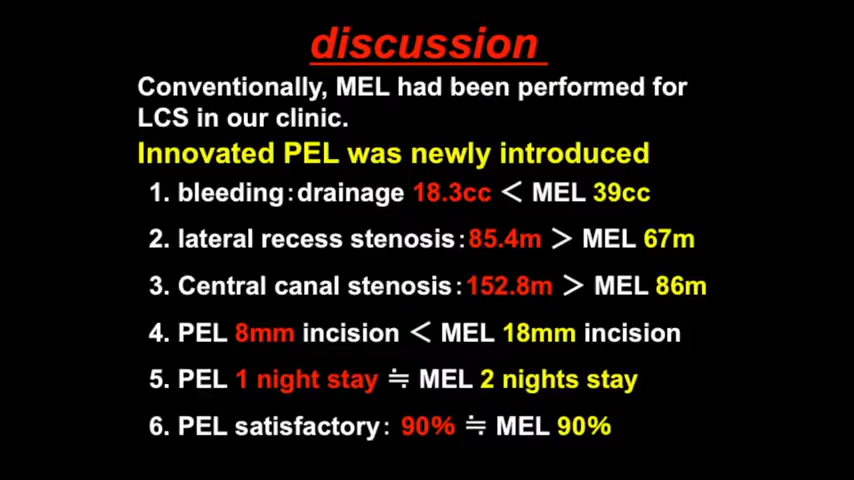 discussion
Conventionally, MEL had been performed for
LCS in our clinic.
Innovated PEL was newly introduced
1. bleeding:drainage 18.3cc < MEL 39cc
2. lateral recess stenosis:85.4m > MEL 67m
3. Central canal stenosis:152.8m > MEL 86m
4. PEL 8mm incision < MEL 18mm incision
5. PEL 1 night stay ≒ MEL 2 nights stay
6. PEL satisfactory: 90% ≒ MEL 90%